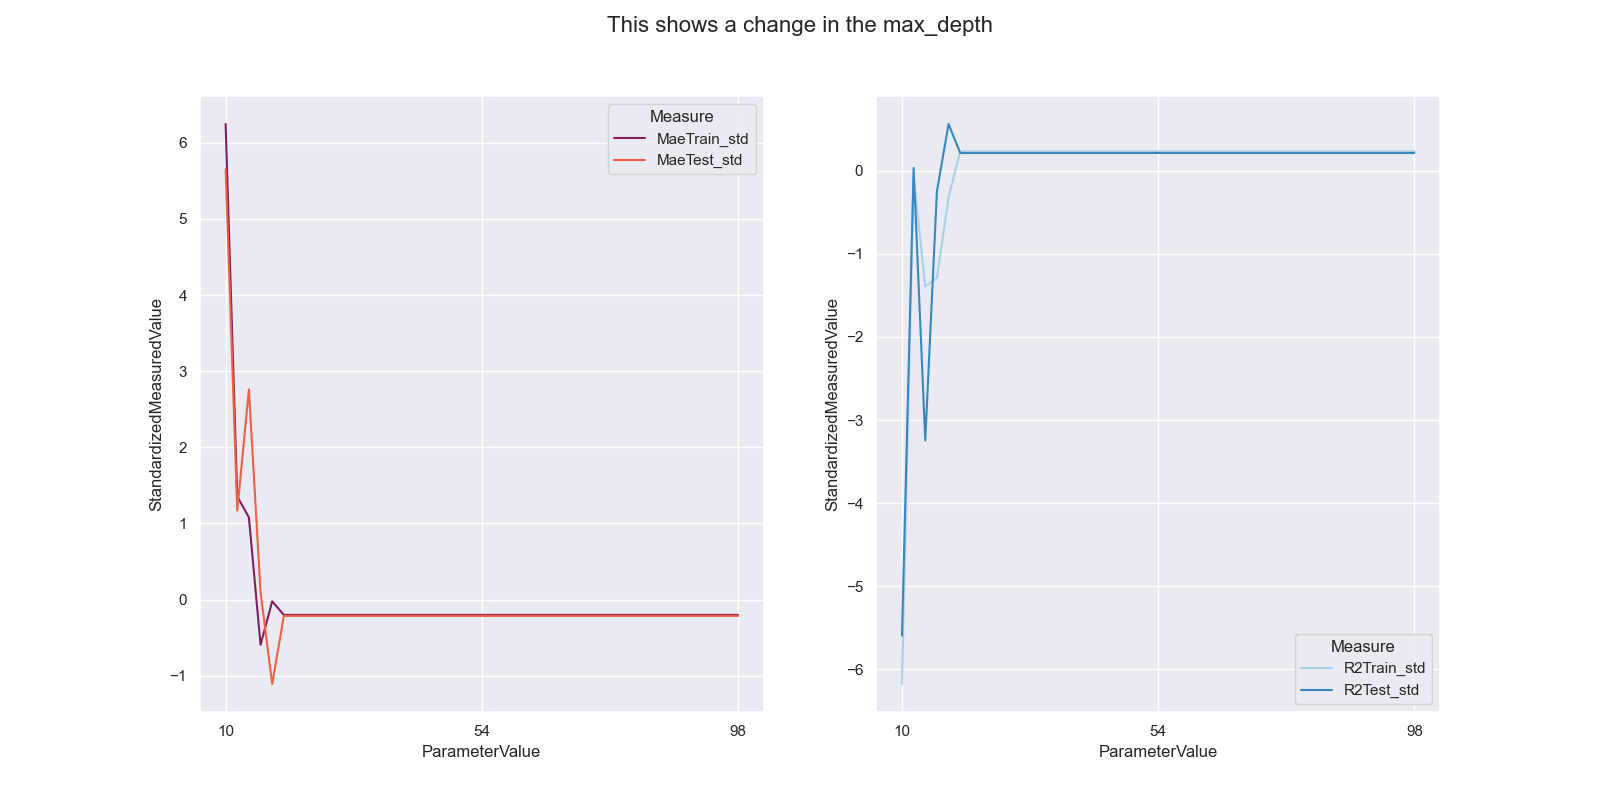 This shows a change in the max_depth
Measure
MaeTrain_std
MaeTest_std
6
5
4
3
2
1
0
−1
StandardizedMeasuredValue
10
54
98
ParameterValue
0
−1
−2
−3
−4
−5
−6
StandardizedMeasuredValue
Measure
R2Train_std
R2Test_std
10
54
98
ParameterValue